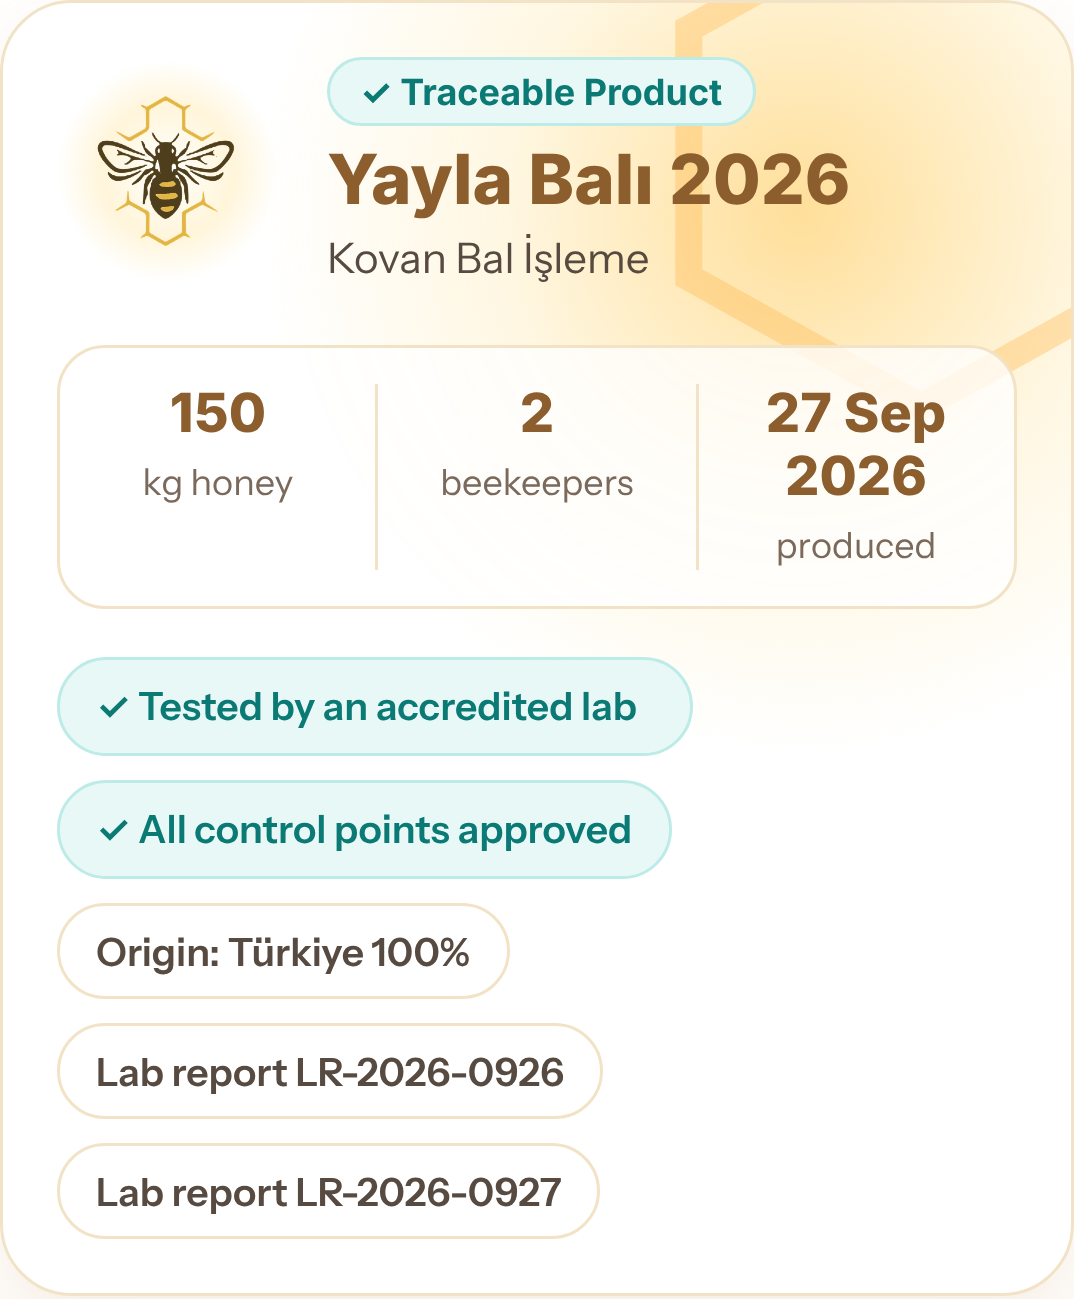 ✓ Traceable Product
Yayla Balı 2026
Kovan Bal İşleme
150
kg honey
2
beekeepers
27 Sep
2026
produced
✓ Tested by an accredited lab
✓ All control points approved
Origin: Türkiye 100%
Lab report LR-2026-0926
Lab report LR-2026-0927